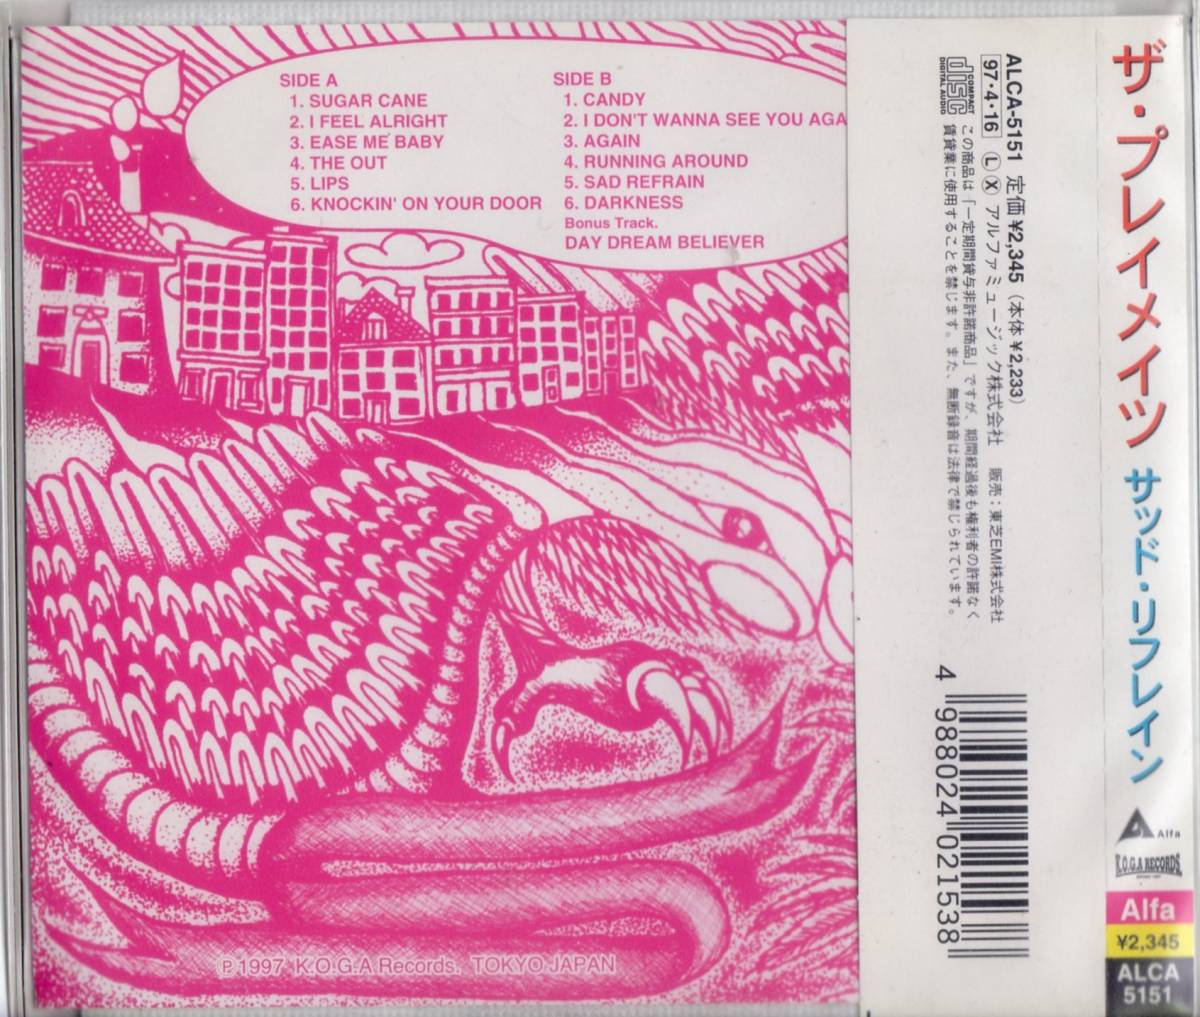 SIDE A
1. SUGAR CANE
2. I FEEL ALRIGHT
3. EASE ME BABY
4. THE OUT
5. LIPS
6. KNOCKIN' ON YOUR DOOR
SIDE B
1. CANDY
2. I DON'T WANNA SEE YOU AGA
3. AGAIN
4. RUNNING AROUND
5. SAD REFRAIN
6. DARKNESS
Bonus Track.
DAY DREAM BELIEVER
Ⓟ1997 K.O.G.A Records. TOKYO JAPAN
ALCA-5151 定価¥2,345 (本体¥2,233)
97・4・16 Ⓛ Ⓧ アルファミュージック株式会社 販売:東芝EMI株式会社
COMPACT disc DIGITAL AUDIO
この商品は「一定期間貸与非許諾商品」ですが、期間経過後も権利者の許諾なく
賃貸業に使用することを禁じます。また、無断録音は法律で禁じられています。
4 988024 021538
ザ・プレイメイツ サッド・リフレイン
Alfa
K.O.G.A RECORDS
Alfa
¥2,345
ALCA
5151